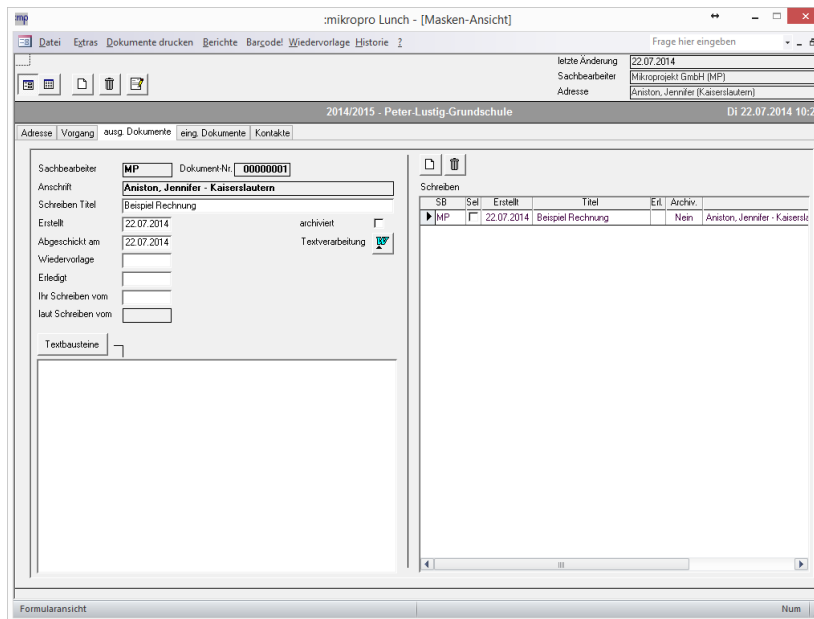 :mp
:mikropro Lunch - [Masken-Ansicht]
Datei Extras Dokumente drucken Berichte Barcode! Wiedervorlage Historie ?
Frage hier eingeben
letzte Änderung 22.07.2014
Sachbearbeiter Mikroprojekt GmbH (MP)
Adresse Aniston, Jennifer (Kaiserslautern)
2014/2015 - Peter-Lustig-Grundschule
Di 22.07.2014 10:2
Adresse Vorgang ausg. Dokumente eing. Dokumente Kontakte
Sachbearbeiter MP Dokument-Nr. 00000001
Anschrift Aniston, Jennifer - Kaiserslautern
Schreiben Titel Beispiel Rechnung
Erstellt 22.07.2014 archiviert
Abgeschickt am 22.07.2014 Textverarbeitung
Wiedervorlage
Erledigt
Ihr Schreiben vom
laut Schreiben vom
Textbausteine
Schreiben
SB Sel Erstellt Titel Erl. Archiv.
MP 22.07.2014 Beispiel Rechnung Nein Aniston, Jennifer - Kaisersla
Formularansicht
Num